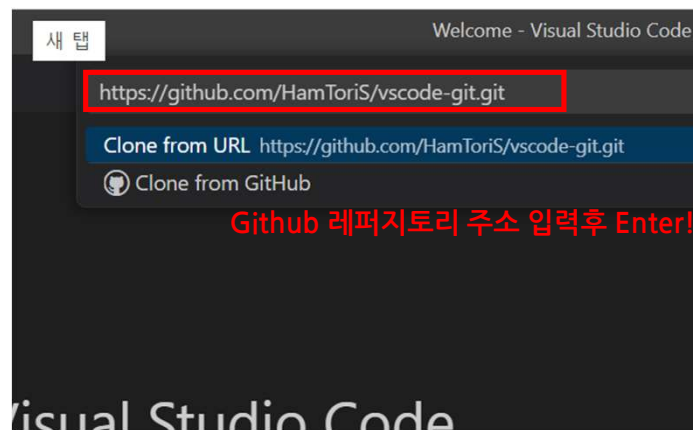 Welcome - Visual Studio Code
새 탭
https://github.com/HamToriS/vscode-git.git
Clone from URL https://github.com/HamToriS/vscode-git.git
Clone from GitHub
Github 레퍼지토리 주소 입력후 Enter!
Visual Studio Code